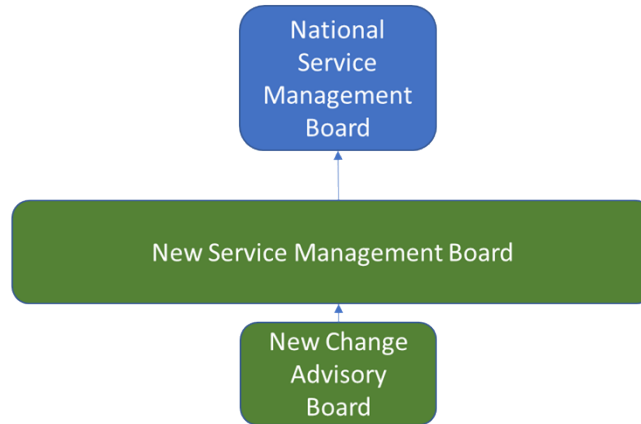 National
Service
Management
Board
New Service Management Board
New Change
Advisory
Board